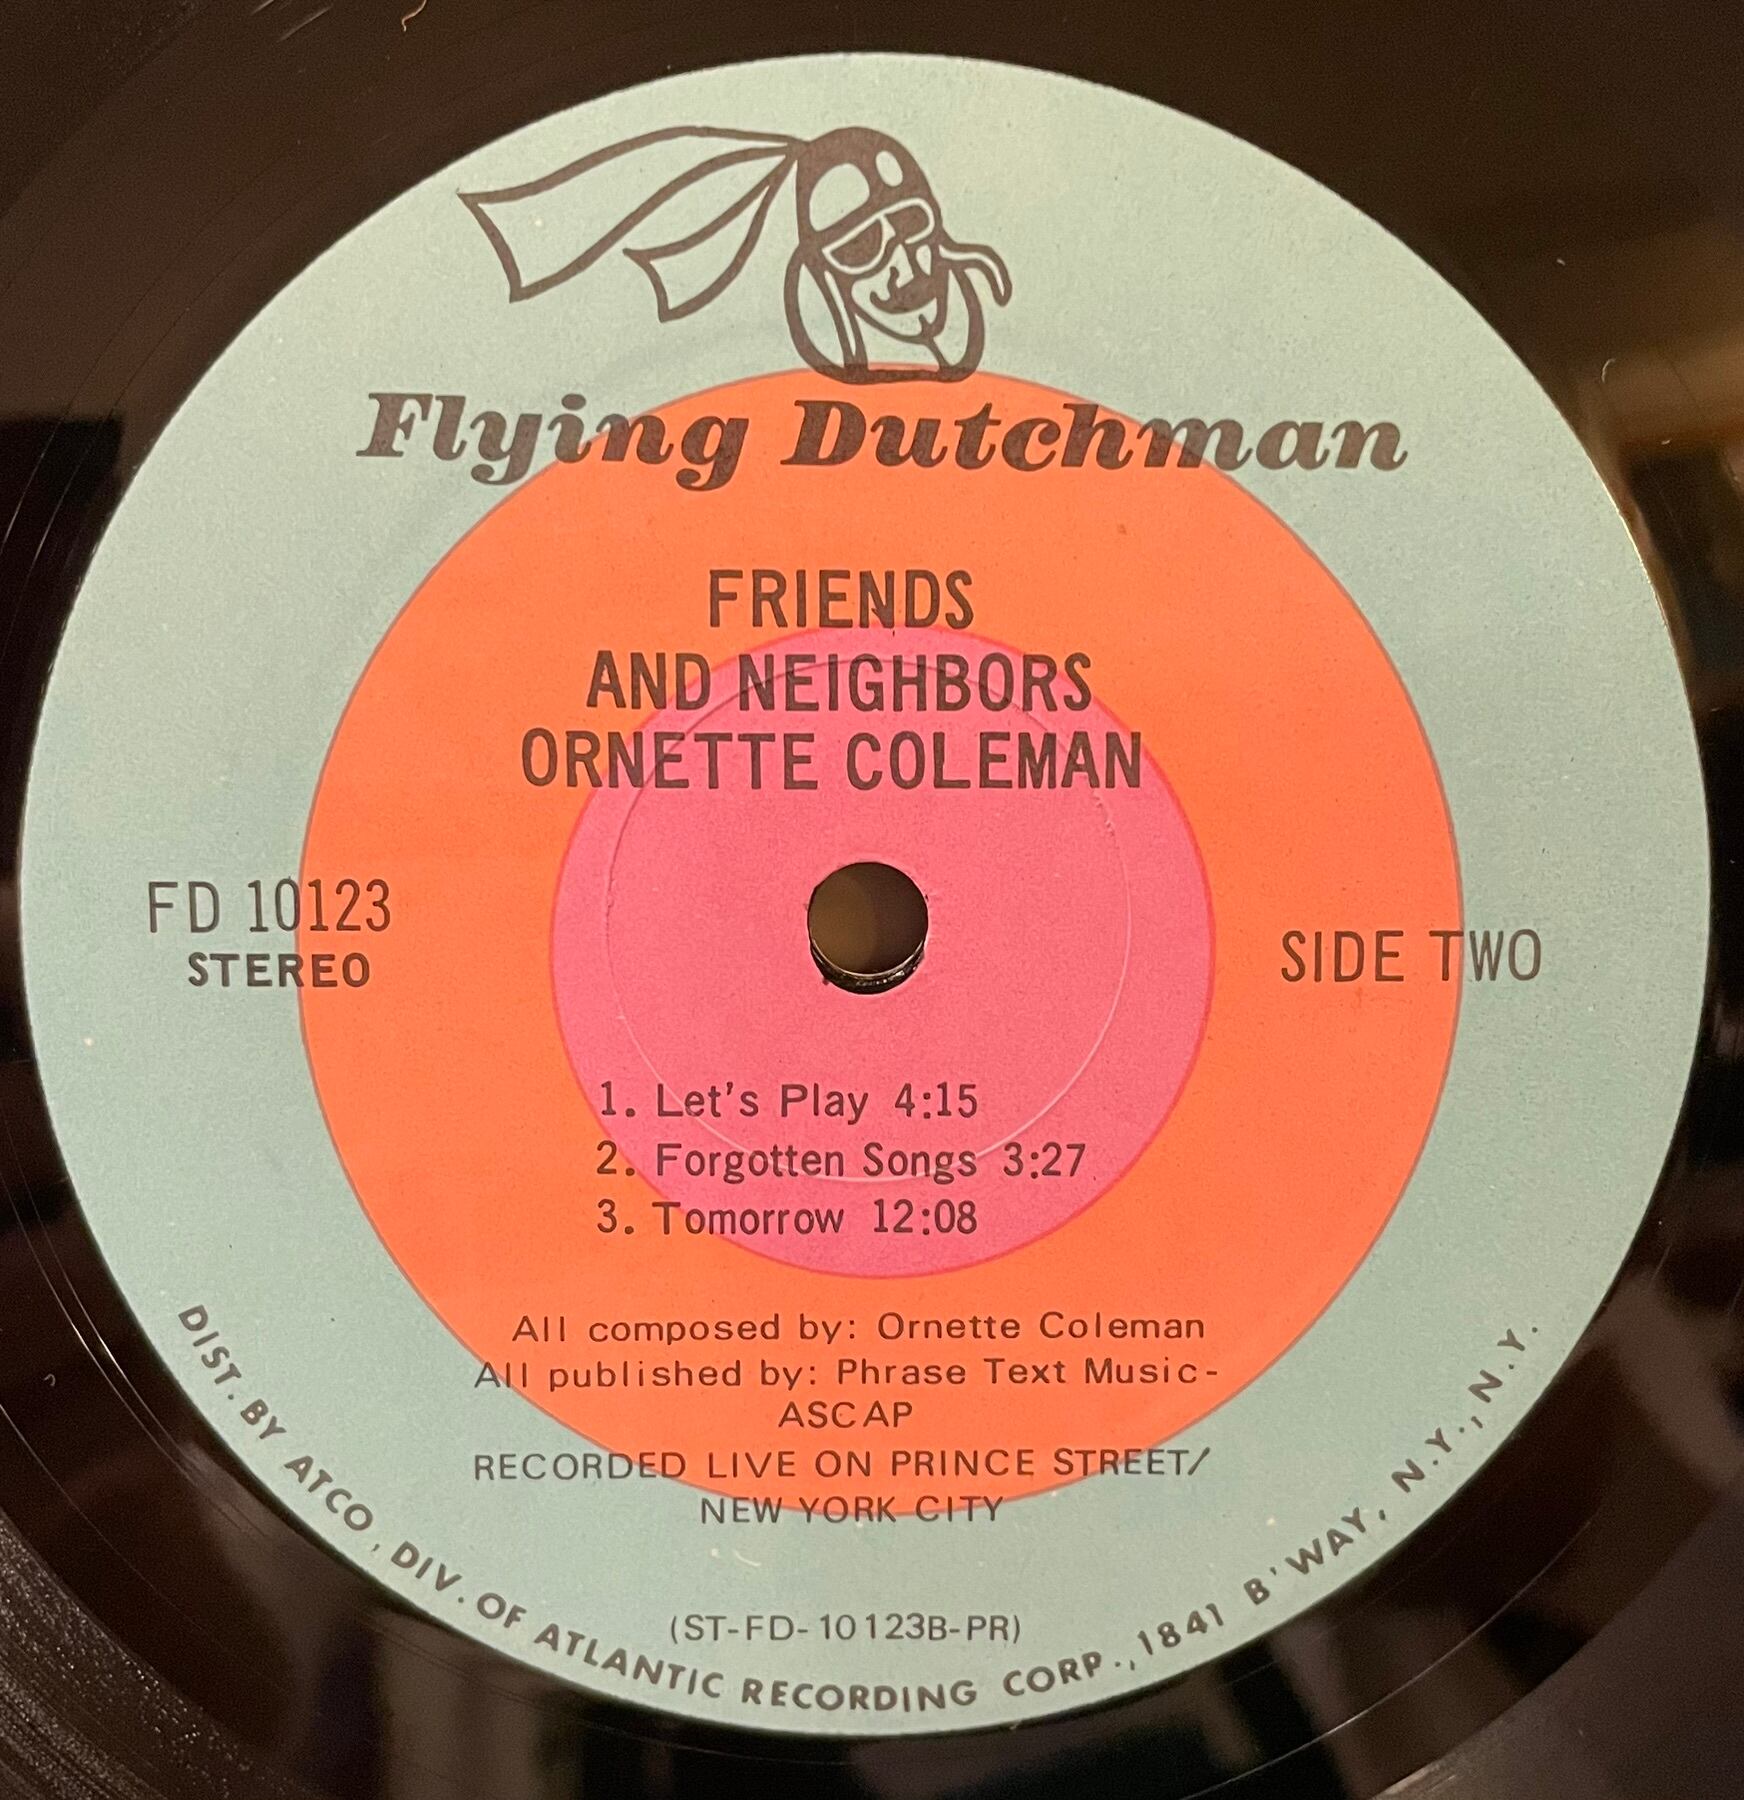 Flying Dutchman
FRIENDS
AND NEIGHBORS
ORNETTE COLEMAN
FD 10123
STEREO
SIDE TWO
1. Let's Play 4:15
2. Forgotten Songs 3:27
3. Tomorrow 12:08
All composed by: Ornette Coleman
All published by: Phrase Text Music-
ASCAP
RECORDED LIVE ON PRINCE STREET/
NEW YORK CITY
(ST-FD-10123B-PR)
DIST. BY ATCO, DIV. OF ATLANTIC RECORDING CORP., 1841 B'WAY, N.Y., N.Y.